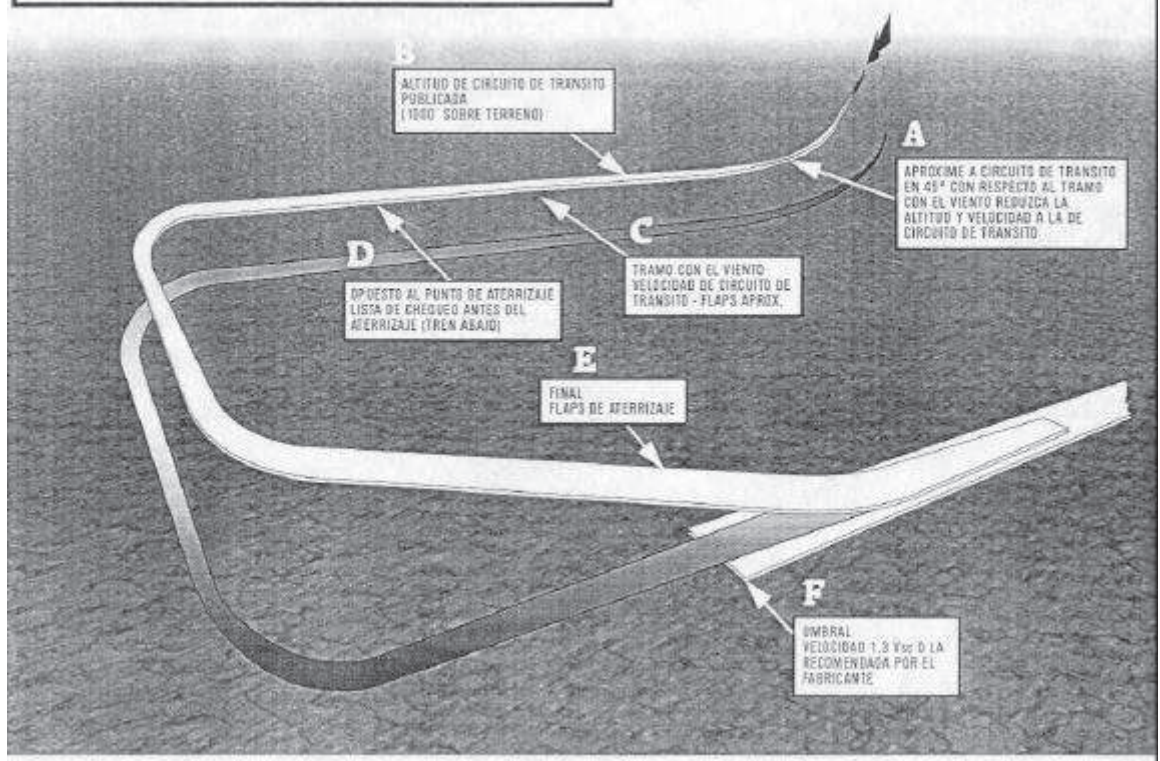 B
ALTITUD DE CIRCUITO DE TRANSITO
PUBLICADA
(1000 SOBRE TERRENO)
A
APROXIME A CIRCUITO DE TRANSITO
EN 45° CON RESPECTO AL TRAMO
CON EL VIENTO REDUZCA LA
ALTITUD Y VELOCIDAD A LA DE
CIRCUITO DE TRÁNSITO
C
TRAMO CON EL VIENTO
VELOCIDAD DE CIRCUITO DE
TRANSITO - FLAPS APROX.
D
OPUESTO AL PUNTO DE ATERRIZAJE
LISTA DE CHEQUEO ANTES DEL
ATERRIZAJE (TREN ABAJO)
E
FINAL
FLAPS DE ATERRIZAJE
F
UMBRAL
VELOCIDAD 1.3 O LA
RECOMENDADA POR EL
FABRICANTE